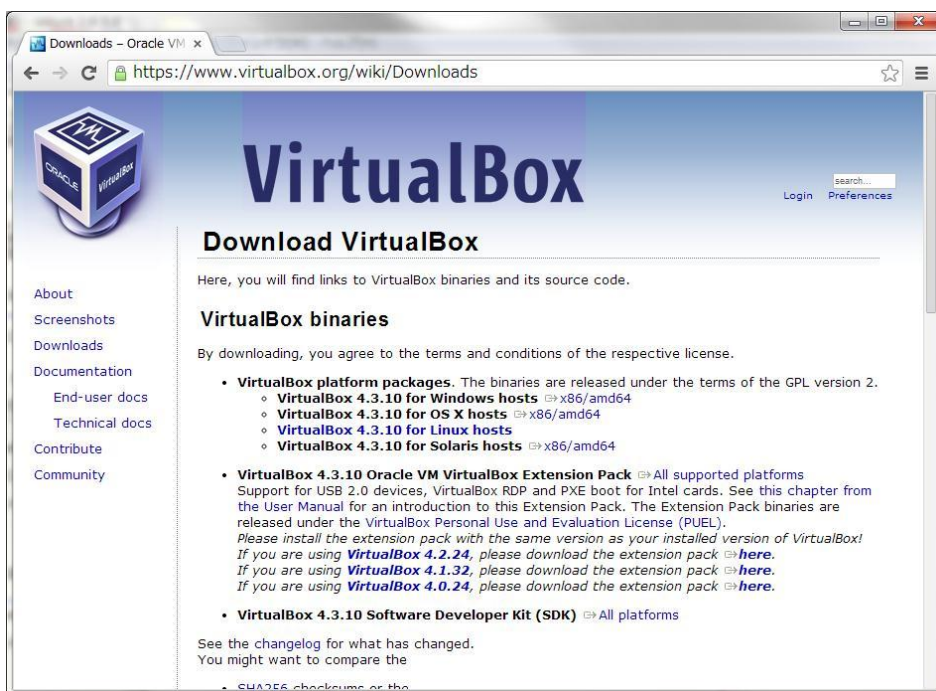 Downloads – Oracle VM
https://www.virtualbox.org/wiki/Downloads
ORACLE
VM
VirtualBox
VirtualBox
search...
Login Preferences
Download VirtualBox
Here, you will find links to VirtualBox binaries and its source code.
About
Screenshots
Downloads
Documentation
End-user docs
Technical docs
Contribute
Community
VirtualBox binaries
By downloading, you agree to the terms and conditions of the respective license.
• VirtualBox platform packages. The binaries are released under the terms of the GPL version 2.
◦ VirtualBox 4.3.10 for Windows hosts x86/amd64
◦ VirtualBox 4.3.10 for OS X hosts x86/amd64
◦ VirtualBox 4.3.10 for Linux hosts
◦ VirtualBox 4.3.10 for Solaris hosts x86/amd64
• VirtualBox 4.3.10 Oracle VM VirtualBox Extension Pack All supported platforms
Support for USB 2.0 devices, VirtualBox RDP and PXE boot for Intel cards. See this chapter from
the User Manual for an introduction to this Extension Pack. The Extension Pack binaries are
released under the VirtualBox Personal Use and Evaluation License (PUEL).
Please install the extension pack with the same version as your installed version of VirtualBox!
If you are using VirtualBox 4.2.24, please download the extension pack here.
If you are using VirtualBox 4.1.32, please download the extension pack here.
If you are using VirtualBox 4.0.24, please download the extension pack here.
• VirtualBox 4.3.10 Software Developer Kit (SDK) All platforms
See the changelog for what has changed.
You might want to compare the
• SHA256 checksums or the